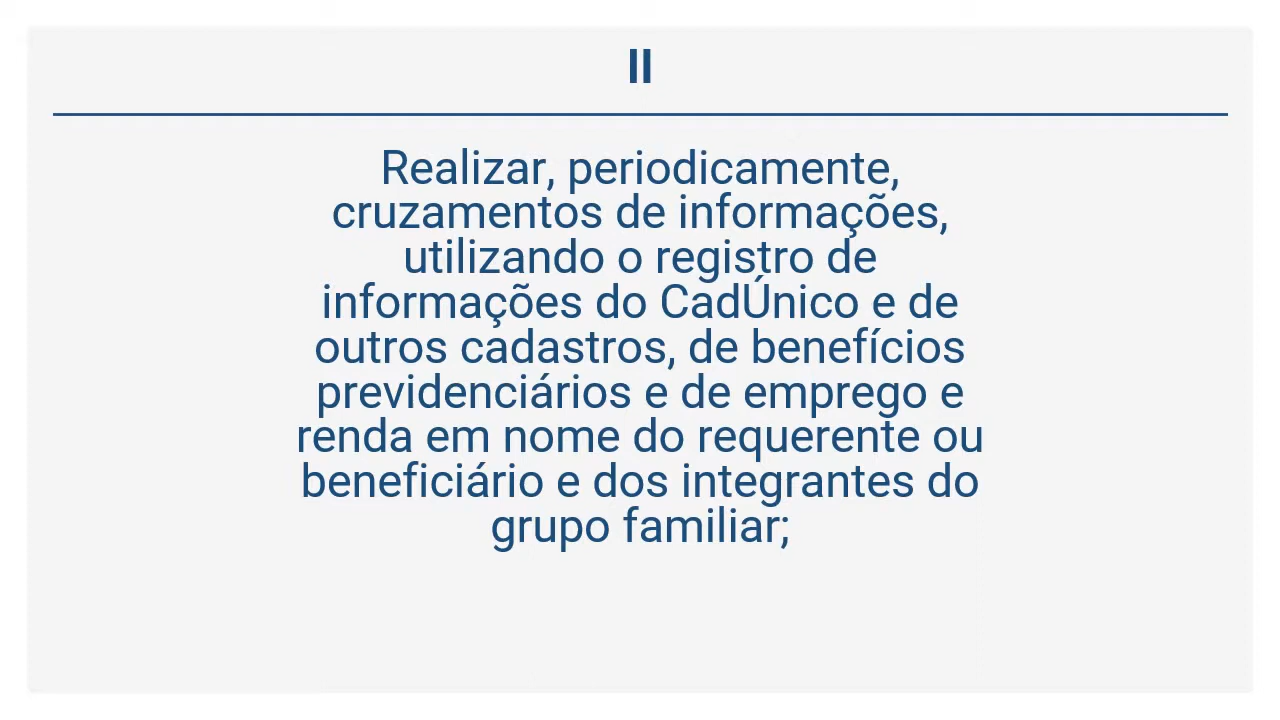 II
Realizar, periodicamente,
cruzamentos de informações,
utilizando o registro de
informações do CadÚnico e de
outros cadastros, de benefícios
previdenciários e de emprego e
renda em nome do requerente ou
beneficiário e dos integrantes do
grupo familiar;